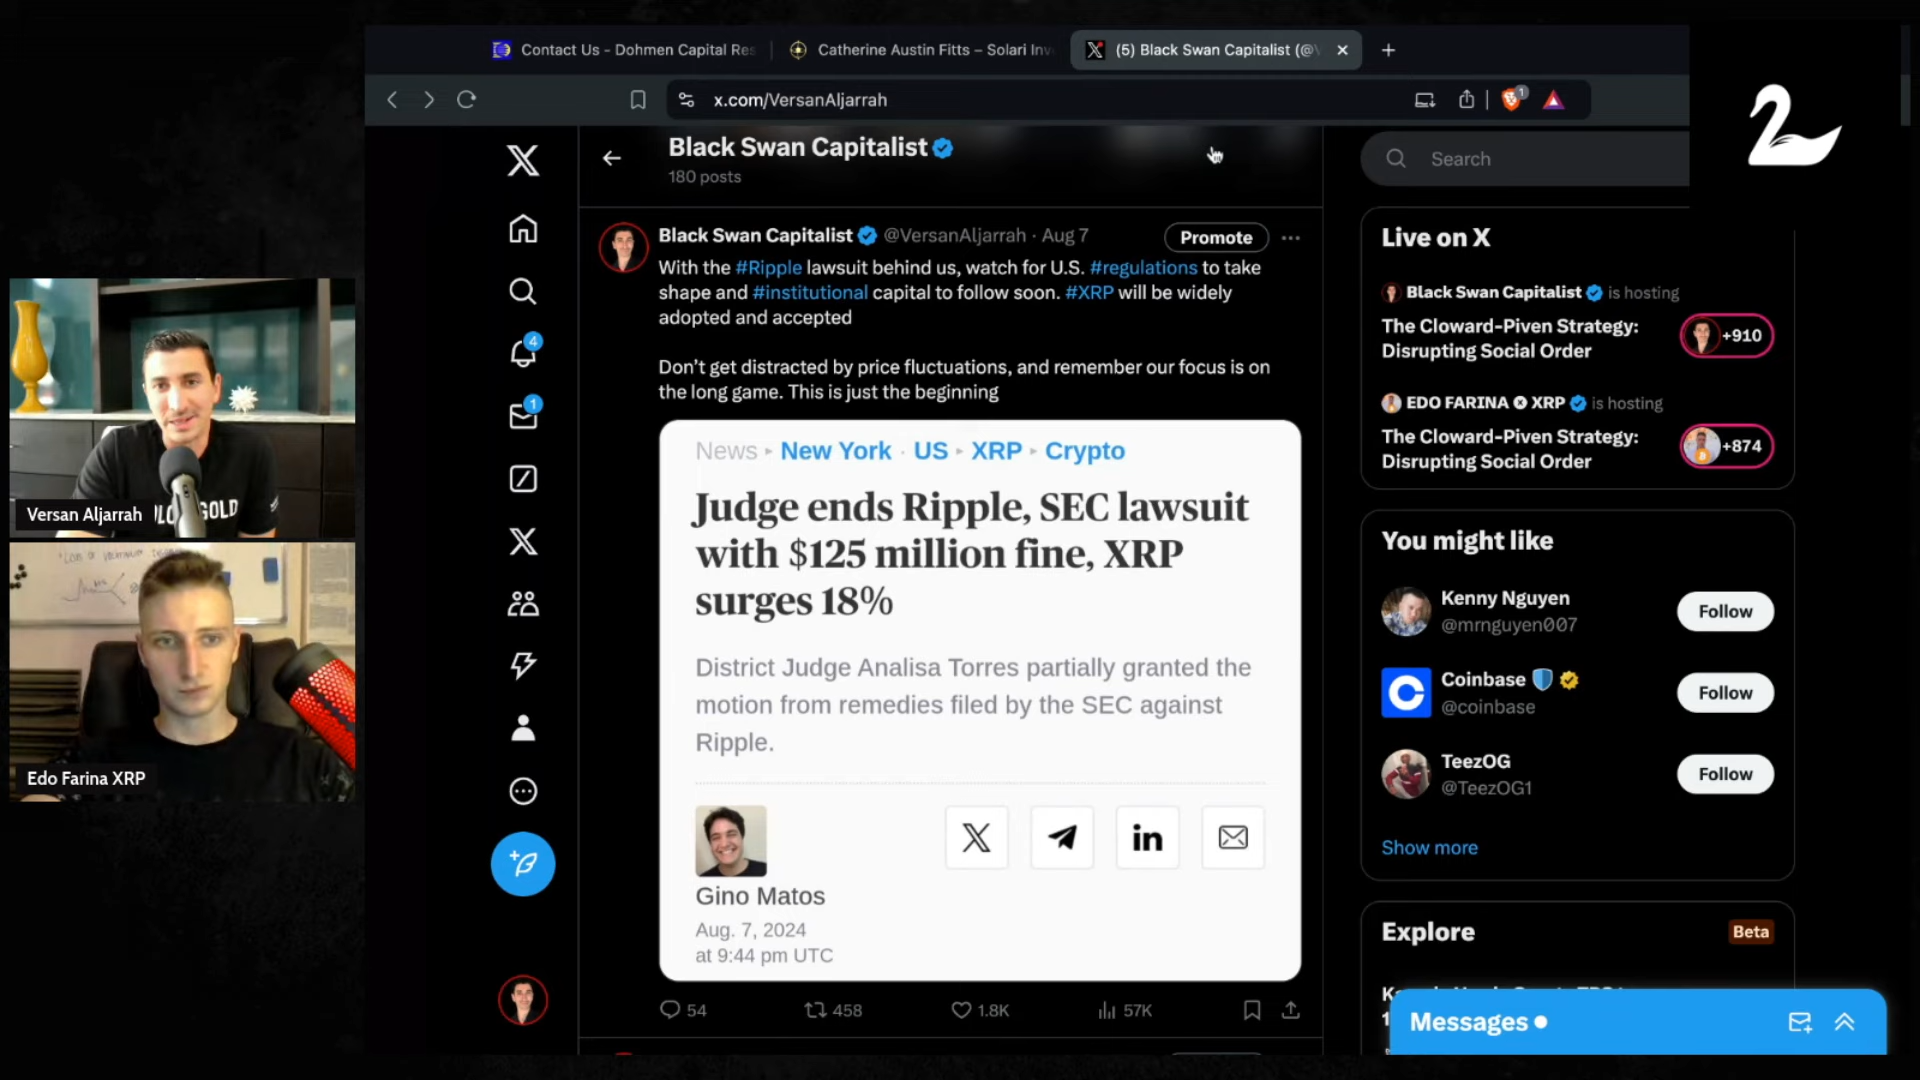 Contact Us - Dohmen Capital Res
Catherine Austin Fitts – Solari Inv
(5) Black Swan Capitalist (@V
x.com/VersanAljarrah
1
Black Swan Capitalist
180 posts
Search
Black Swan Capitalist @VersanAljarrah · Aug 7
Promote
With the #Ripple lawsuit behind us, watch for U.S. #regulations to take
shape and #institutional capital to follow soon. #XRP will be widely
adopted and accepted
Don’t get distracted by price fluctuations, and remember our focus is on
the long game. This is just the beginning
News ▸ New York · US ▸ XRP ▸ Crypto
Judge ends Ripple, SEC lawsuit
with $125 million fine, XRP
surges 18%
District Judge Analisa Torres partially granted the
motion from remedies filed by the SEC against
Ripple.
in
Gino Matos
Aug. 7, 2024
at 9:44 pm UTC
54
458
1.8K
57K
4
1
Live on X
Black Swan Capitalist is hosting
The Cloward-Piven Strategy:
Disrupting Social Order
+910
EDO FARINA XRP is hosting
The Cloward-Piven Strategy:
Disrupting Social Order
+874
You might like
Kenny Nguyen
@mrnguyen007
Follow
Coinbase
@coinbase
Follow
TeezOG
@TeezOG1
Follow
Show more
Explore
Beta
Messages
Versan Aljarrah
GOLD
Edo Farina XRP